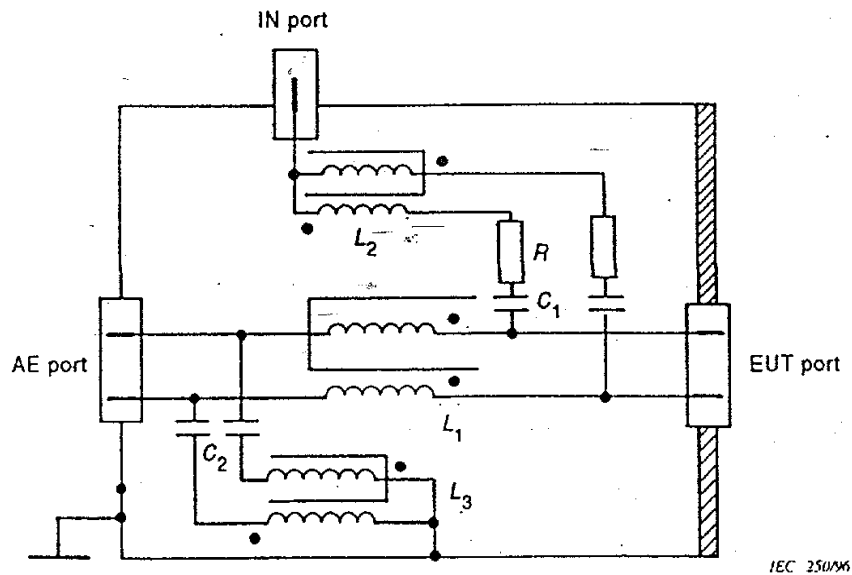 IN port
L2
R
C1
AE port
EUT port
L1
C2
L3
IEC 250/96